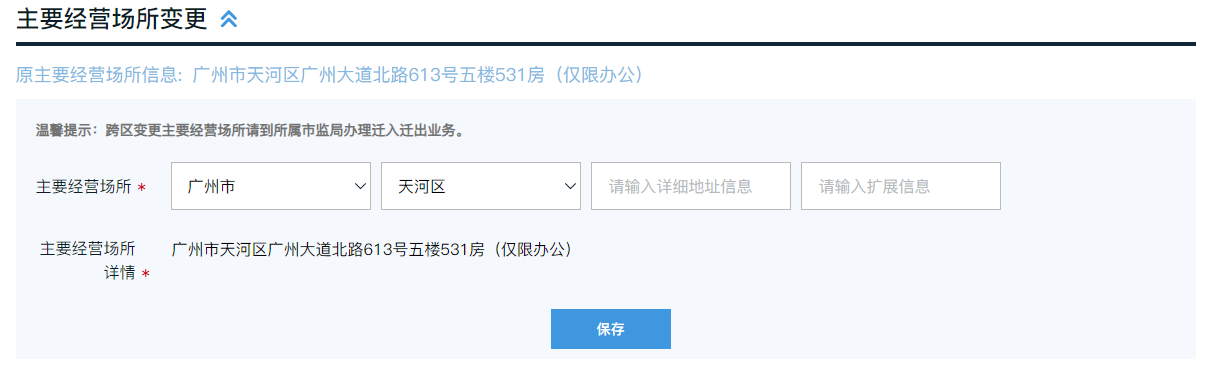 主要经营场所变更
原主要经营场所信息: 广州市天河区广州大道北路613号五楼531房（仅限办公）
温馨提示：跨区变更主要经营场所请到所属市监局办理迁入迁出业务。
主要经营场所 * 广州市 天河区 请输入详细地址信息 请输入扩展信息
主要经营场所 广州市天河区广州大道北路613号五楼531房（仅限办公）
详情 *
保存